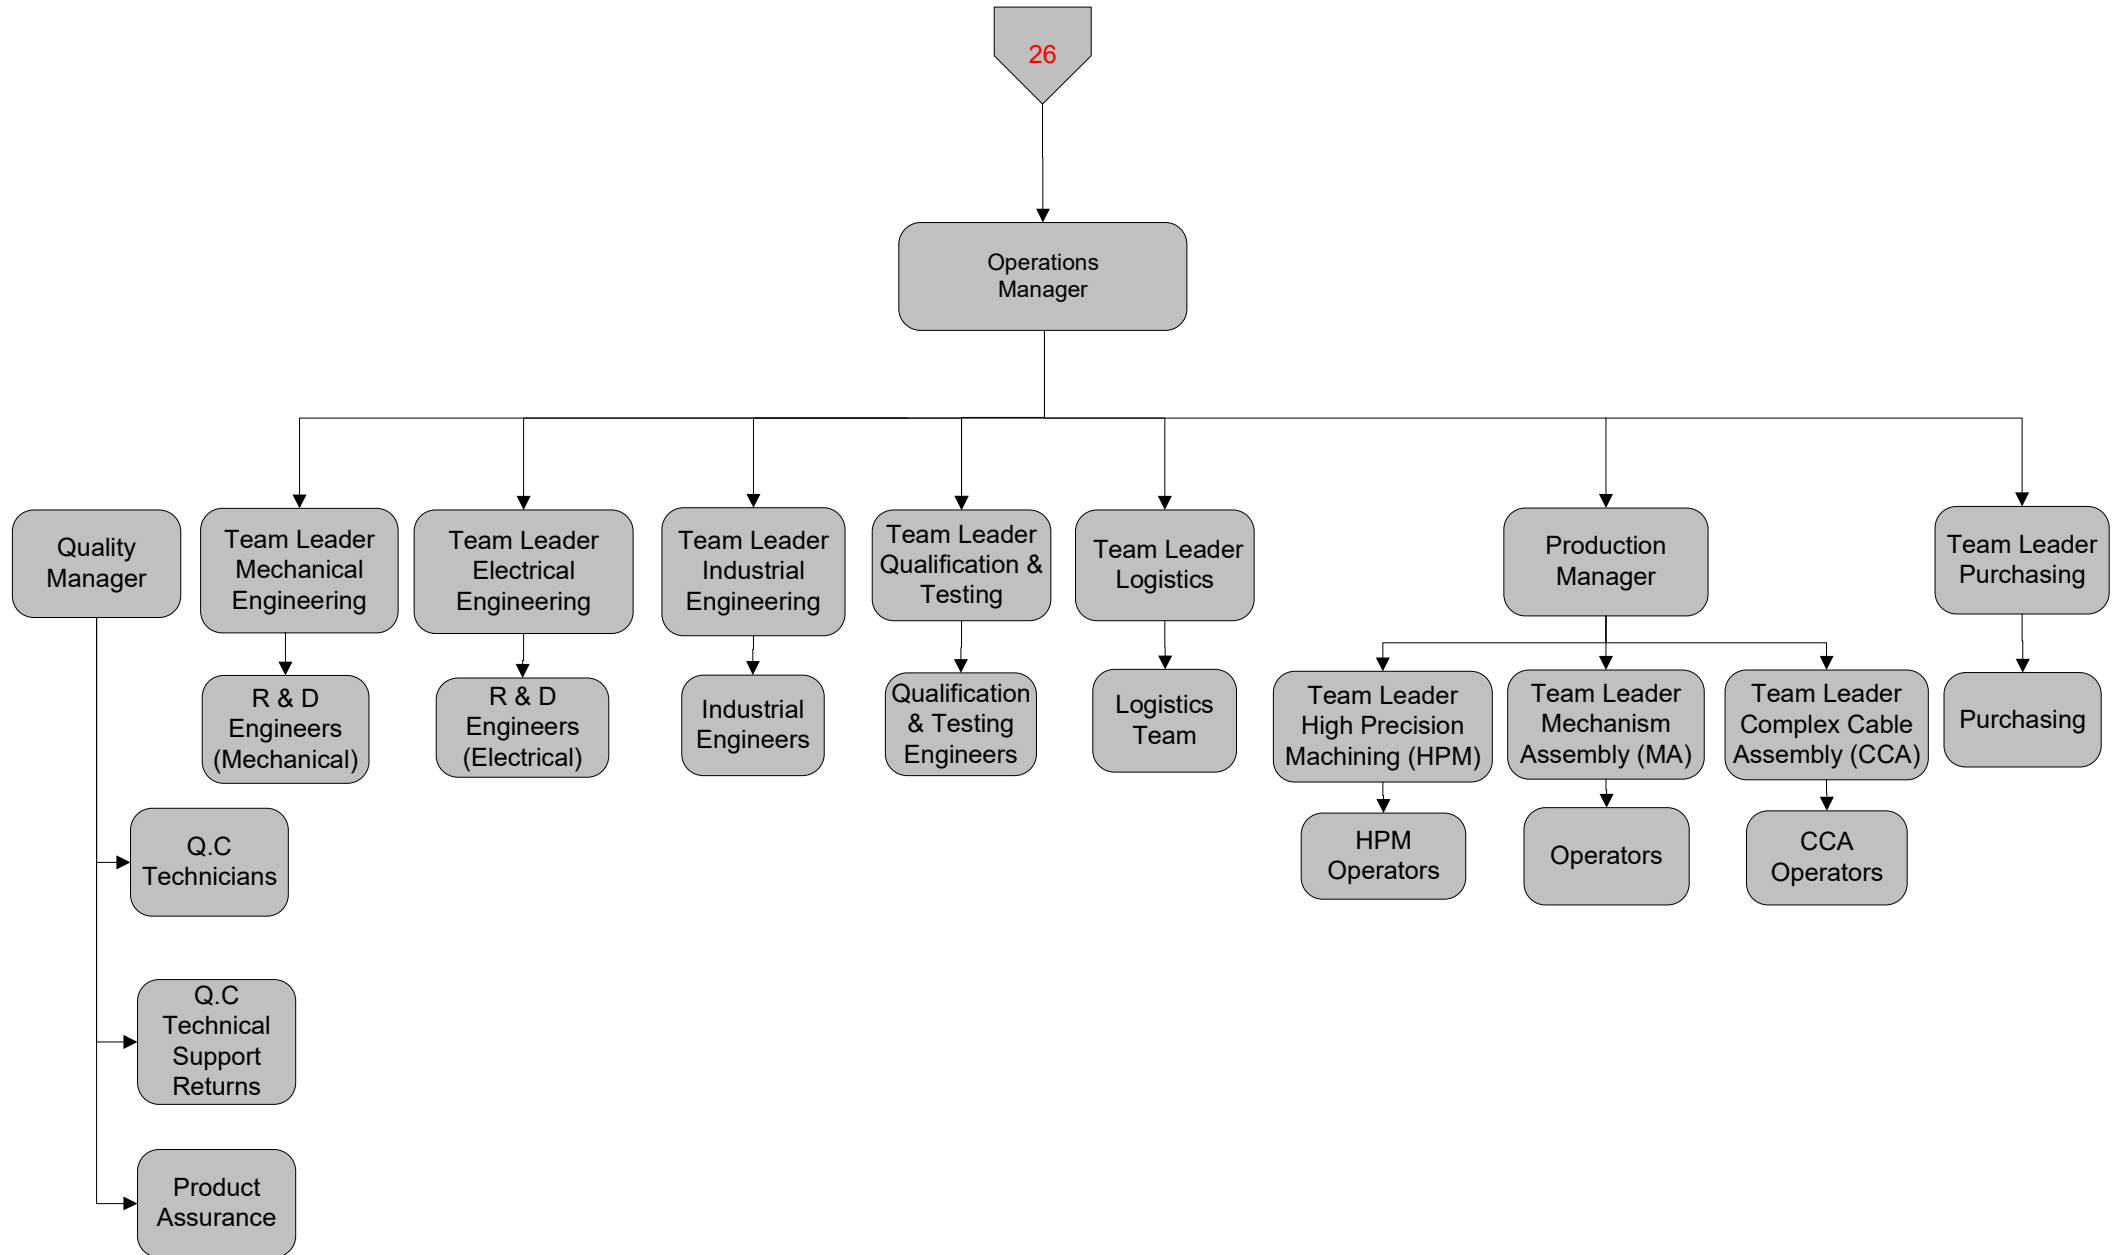 26
Operations
Manager
Quality
Manager
Team Leader
Mechanical
Engineering
Team Leader
Electrical
Engineering
Team Leader
Industrial
Engineering
Team Leader
Qualification &
Testing
Team Leader
Logistics
Production
Manager
Team Leader
Purchasing
R & D
Engineers
(Mechanical)
R & D
Engineers
(Electrical)
Industrial
Engineers
Qualification
& Testing
Engineers
Logistics
Team
Team Leader
High Precision
Machining (HPM)
Team Leader
Mechanism
Assembly (MA)
Team Leader
Complex Cable
Assembly (CCA)
Purchasing
Q.C
Technicians
HPM
Operators
Operators
CCA
Operators
Q.C
Technical
Support
Returns
Product
Assurance